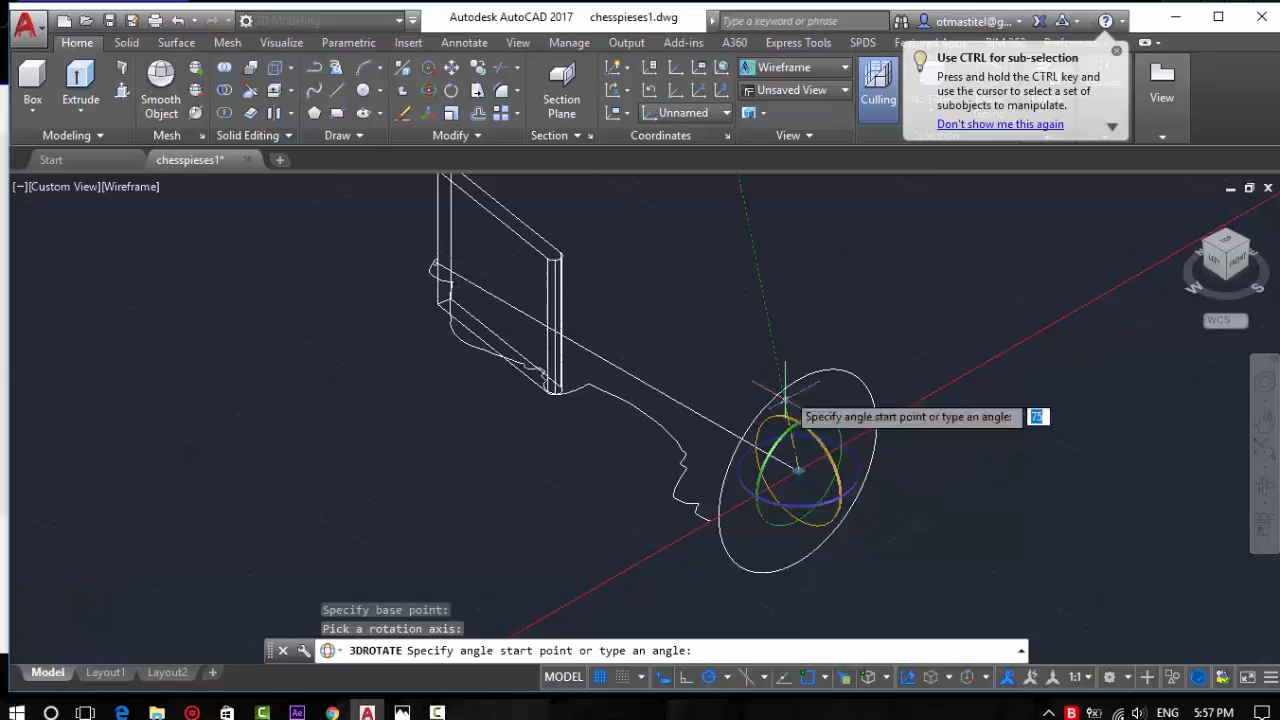 3D Modeling
Autodesk AutoCAD 2017 chesspieses1.dwg
Type a keyword or phrase
otmastitel@g...
Home Solid Surface Mesh Visualize Parametric Insert Annotate View Manage Output Add-ins A360 Express Tools SPDS
Use CTRL for sub-selection
Press and hold the CTRL key and
use the cursor to select a set of
subobjects to manipulate.
Don't show me this again
Box
Extrude
Smooth
Object
Section
Plane
Wireframe
Unsaved View
Unnamed
Culling
View
Modeling
Mesh
Solid Editing
Draw
Modify
Section
Coordinates
View
Start
chesspieses1*
[−][Custom View][Wireframe]
TOP
LEFT
FRONT
W
S
WCS
Specify angle start point or type an angle:
75
Specify base point:
Pick a rotation axis:
3DROTATE Specify angle start point or type an angle:
Model Layout1 Layout2
MODEL
1:1
ENG 5:57 PM